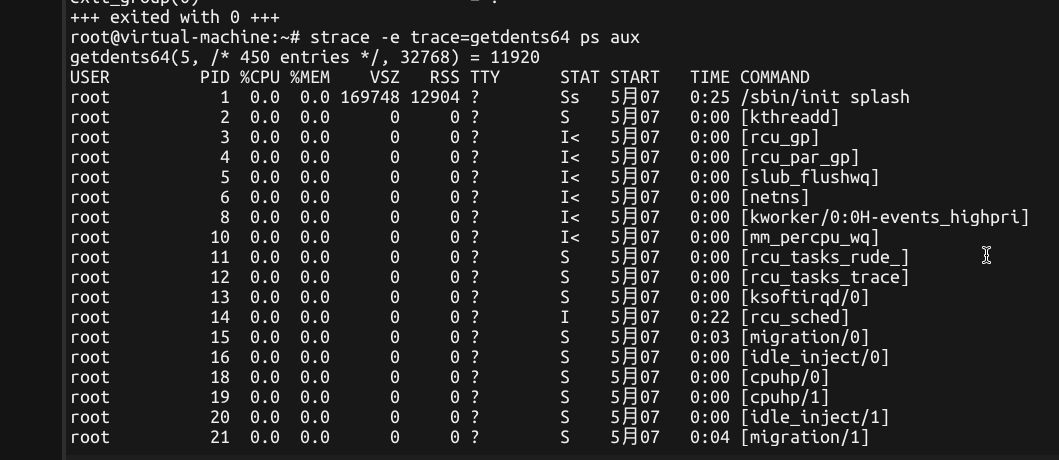 +++ exited with 0 +++
root@virtual-machine:~# strace -e trace=getdents64 ps aux
getdents64(5, /* 450 entries */, 32768) = 11920
USER         PID %CPU %MEM    VSZ   RSS TTY        STAT START   TIME COMMAND
root           1  0.0  0.0 169748 12904 ?        Ss   5月07   0:25 /sbin/init splash
root           2  0.0  0.0      0     0 ?        S    5月07   0:00 [kthreadd]
root           3  0.0  0.0      0     0 ?        I<   5月07   0:00 [rcu_gp]
root           4  0.0  0.0      0     0 ?        I<   5月07   0:00 [rcu_par_gp]
root           5  0.0  0.0      0     0 ?        I<   5月07   0:00 [slub_flushwq]
root           6  0.0  0.0      0     0 ?        I<   5月07   0:00 [netns]
root           8  0.0  0.0      0     0 ?        I<   5月07   0:00 [kworker/0:0H-events_highpri]
root          10  0.0  0.0      0     0 ?        I<   5月07   0:00 [mm_percpu_wq]
root          11  0.0  0.0      0     0 ?        S    5月07   0:00 [rcu_tasks_rude_]
root          12  0.0  0.0      0     0 ?        S    5月07   0:00 [rcu_tasks_trace]
root          13  0.0  0.0      0     0 ?        S    5月07   0:00 [ksoftirqd/0]
root          14  0.0  0.0      0     0 ?        I    5月07   0:22 [rcu_sched]
root          15  0.0  0.0      0     0 ?        S    5月07   0:03 [migration/0]
root          16  0.0  0.0      0     0 ?        S    5月07   0:00 [idle_inject/0]
root          18  0.0  0.0      0     0 ?        S    5月07   0:00 [cpuhp/0]
root          19  0.0  0.0      0     0 ?        S    5月07   0:00 [cpuhp/1]
root          20  0.0  0.0      0     0 ?        S    5月07   0:00 [idle_inject/1]
root          21  0.0  0.0      0     0 ?        S    5月07   0:04 [migration/1]